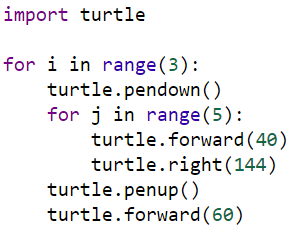 import turtle

for i in range(3):
    turtle.pendown()
    for j in range(5):
        turtle.forward(40)
        turtle.right(144)
    turtle.penup()
    turtle.forward(60)